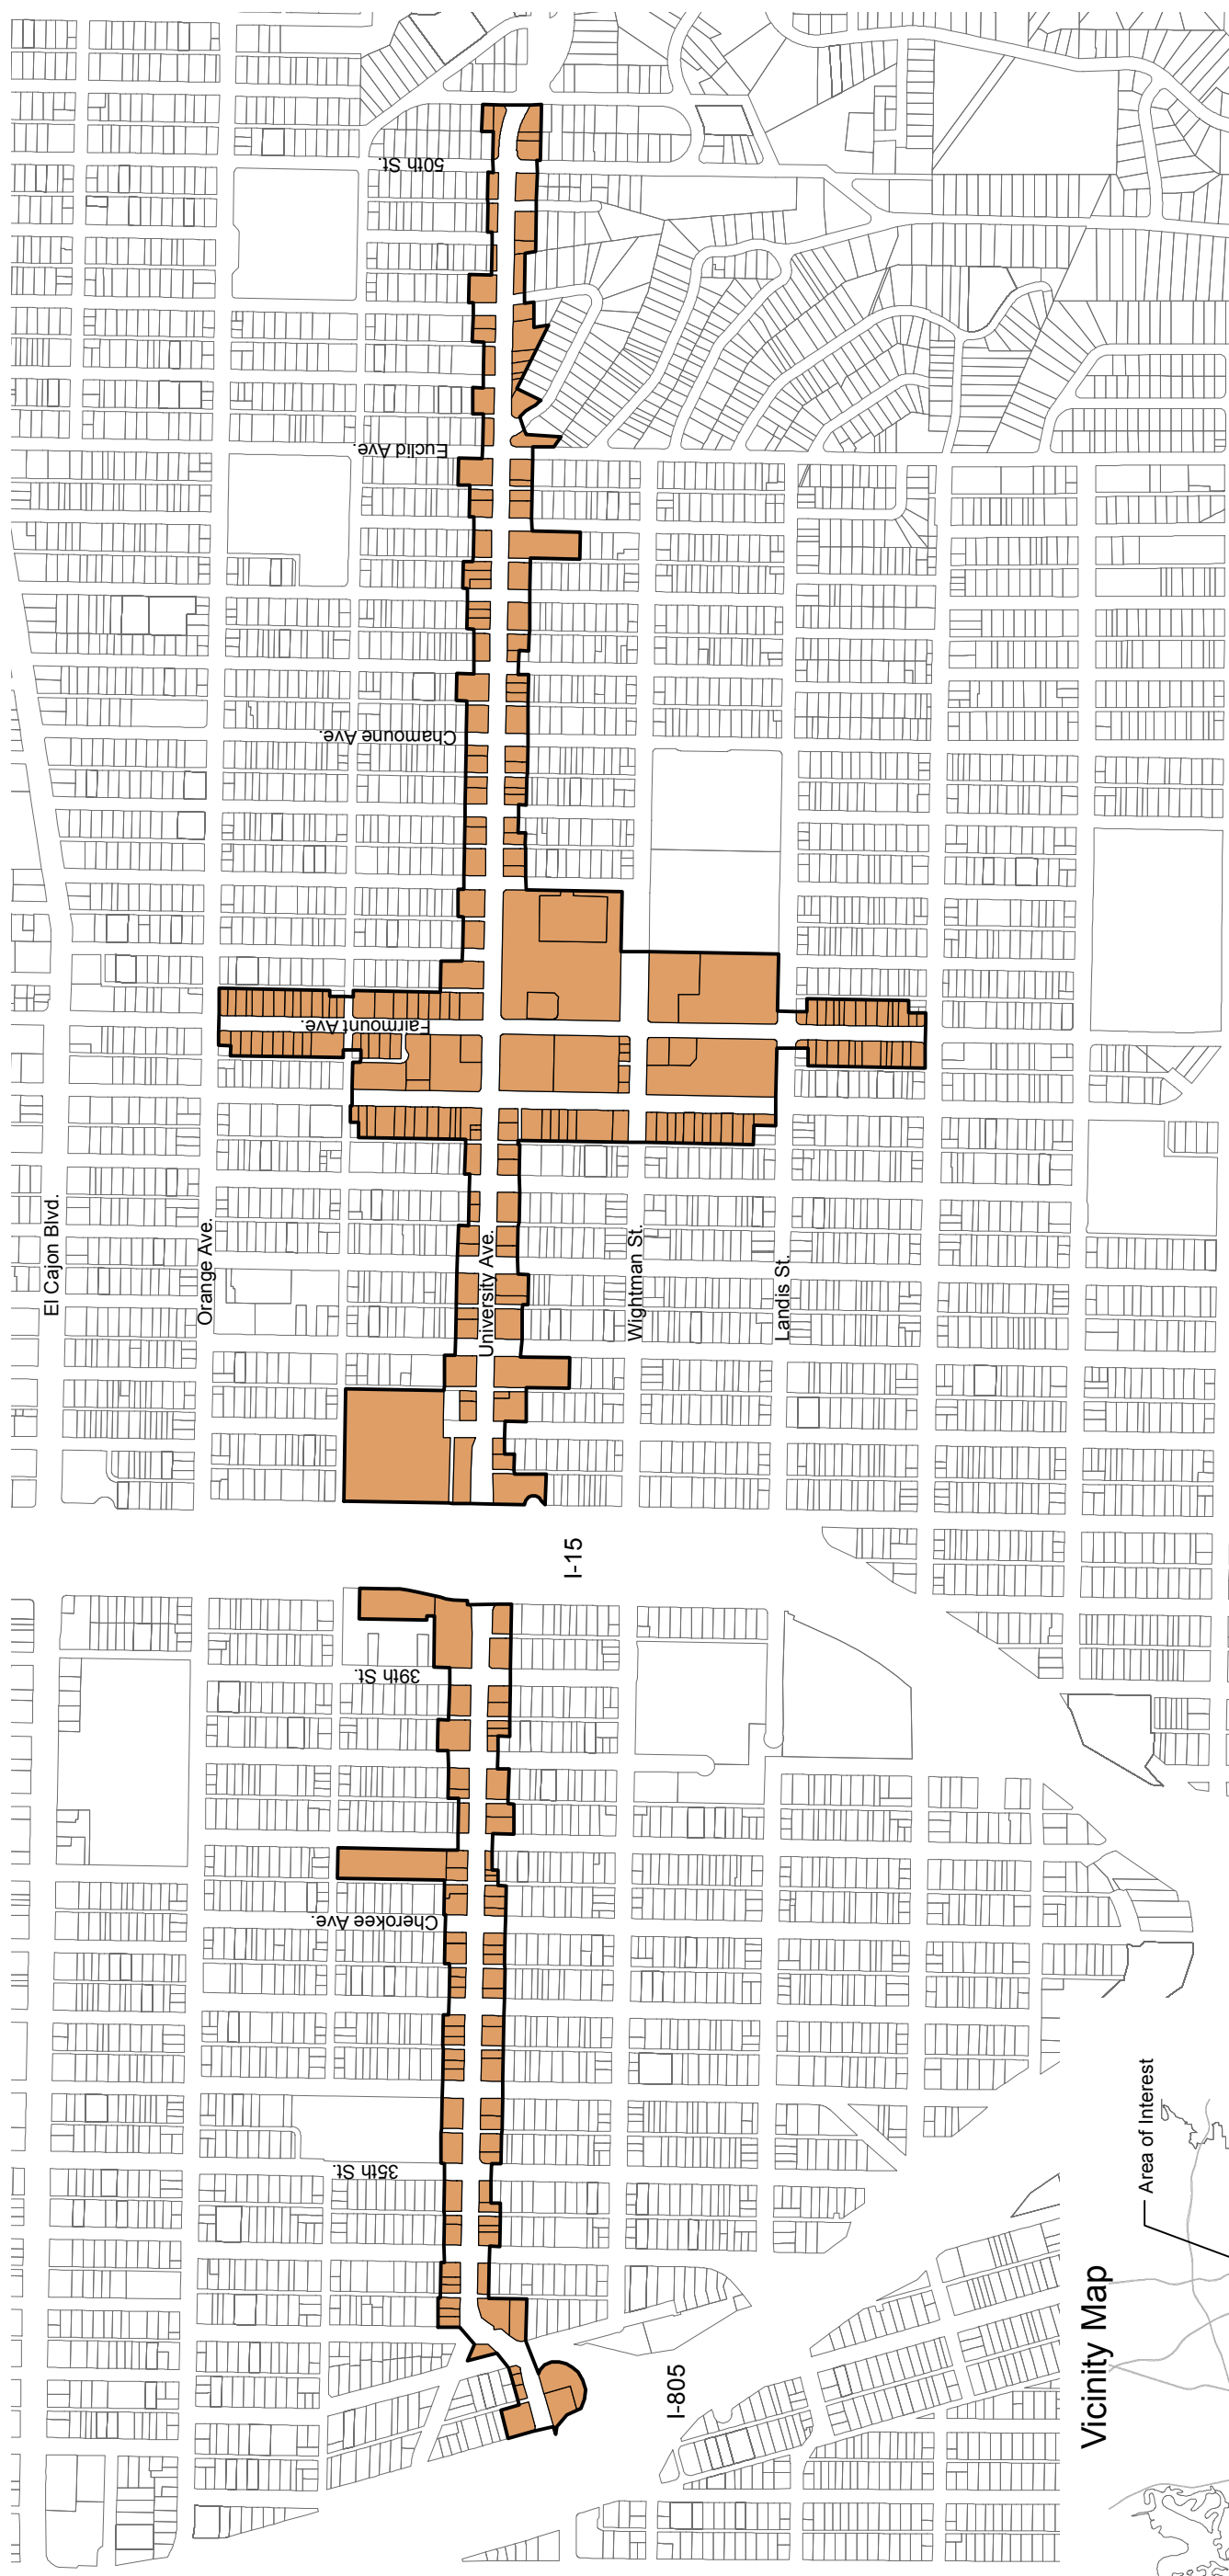 50th St.
Euclid Ave.
Chamoune Ave.
Fairmount Ave.
El Cajon Blvd.
Orange Ave.
University Ave.
Wightman St.
Landis St.
I-15
39th St.
Cherokee Ave.
35th St.
I-805
Vicinity Map
Area of Interest